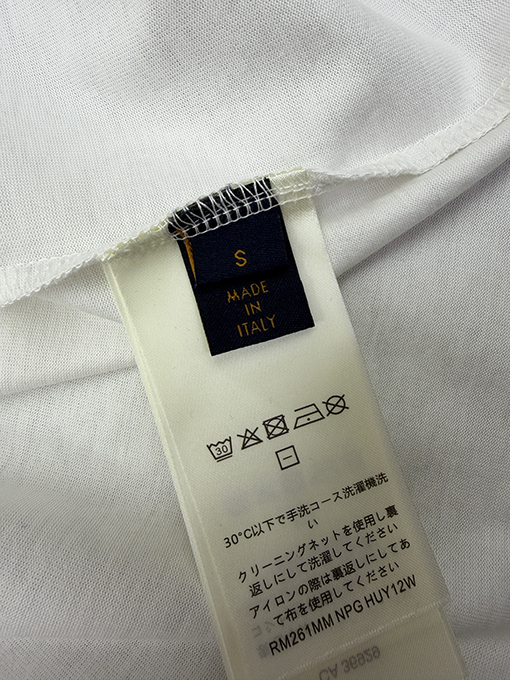 S
MADE
IN
ITALY
30
30°C以下で手洗コース洗濯機洗
い
クリーニングネットを使用し裏
返しにして洗濯してください
アイロンの際は裏返しにしてあ
て布を使用してください
RM261MM NPG HUY12W
CA 36929